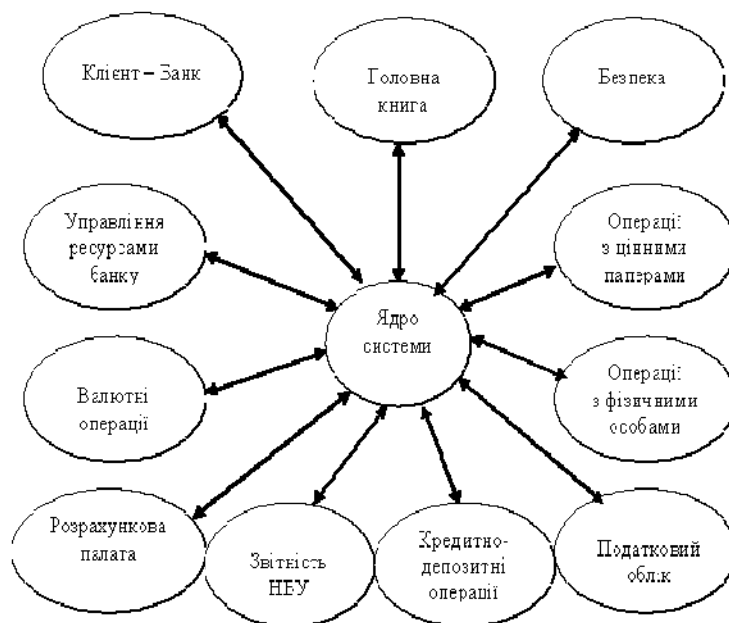 Клієнт – Банк
Головна
книга
Безпека
Управління
ресурсами
банку
Операції
з цінними
паперами
Ядро
системи
Валютні
операції
Операції
з фізичними
особами
Розрахункова
палата
Звітність
НБУ
Кредитно-
депозитні
операції
Податковий
облік